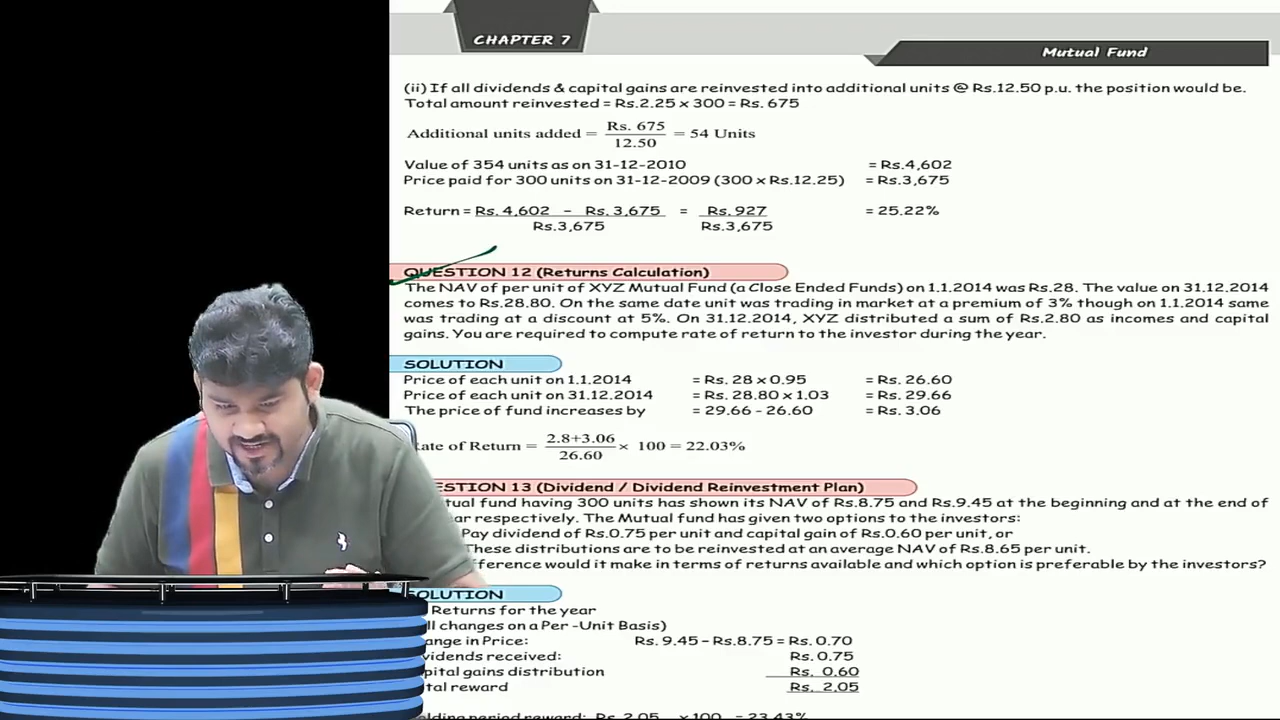 CHAPTER 7
Mutual Fund
(ii) If all dividends & capital gains are reinvested into additional units @ Rs.12.50 p.u. the position would be.
Total amount reinvested = Rs.2.25 x 300 = Rs. 675
Additional units added = Rs. 675 / 12.50 = 54 Units
Value of 354 units as on 31-12-2010 = Rs.4,602
Price paid for 300 units on 31-12-2009 (300 x Rs.12.25) = Rs.3,675
Return = Rs. 4,602 – Rs. 3,675 / Rs.3,675 = Rs. 927 / Rs.3,675 = 25.22%
QUESTION 12 (Returns Calculation)
The NAV of per unit of XYZ Mutual Fund (a Close Ended Funds) on 1.1.2014 was Rs.28. The value on 31.12.2014
comes to Rs.28.80. On the same date unit was trading in market at a premium of 3% though on 1.1.2014 same
was trading at a discount at 5%. On 31.12.2014, XYZ distributed a sum of Rs.2.80 as incomes and capital
gains. You are required to compute rate of return to the investor during the year.
SOLUTION
Price of each unit on 1.1.2014 = Rs. 28 x 0.95 = Rs. 26.60
Price of each unit on 31.12.2014 = Rs. 28.80 x 1.03 = Rs. 29.66
The price of fund increases by = 29.66 - 26.60 = Rs. 3.06
ate of Return = 2.8+3.06 / 26.60 × 100 = 22.03%
ESTION 13 (Dividend / Dividend Reinvestment Plan)
tual fund having 300 units has shown its NAV of Rs.8.75 and Rs.9.45 at the beginning and at the end of
ar respectively. The Mutual fund has given two options to the investors:
Pay dividend of Rs.0.75 per unit and capital gain of Rs.0.60 per unit, or
These distributions are to be reinvested at an average NAV of Rs.8.65 per unit.
fference would it make in terms of returns available and which option is preferable by the investors?
SOLUTION
Returns for the year
ll changes on a Per -Unit Basis)
ange in Price: Rs. 9.45 – Rs.8.75 = Rs. 0.70
vidends received: Rs. 0.75
pital gains distribution Rs. 0.60
tal reward Rs. 2.05
olding period reward: Rs. 2.05 x 100 = 23.43%